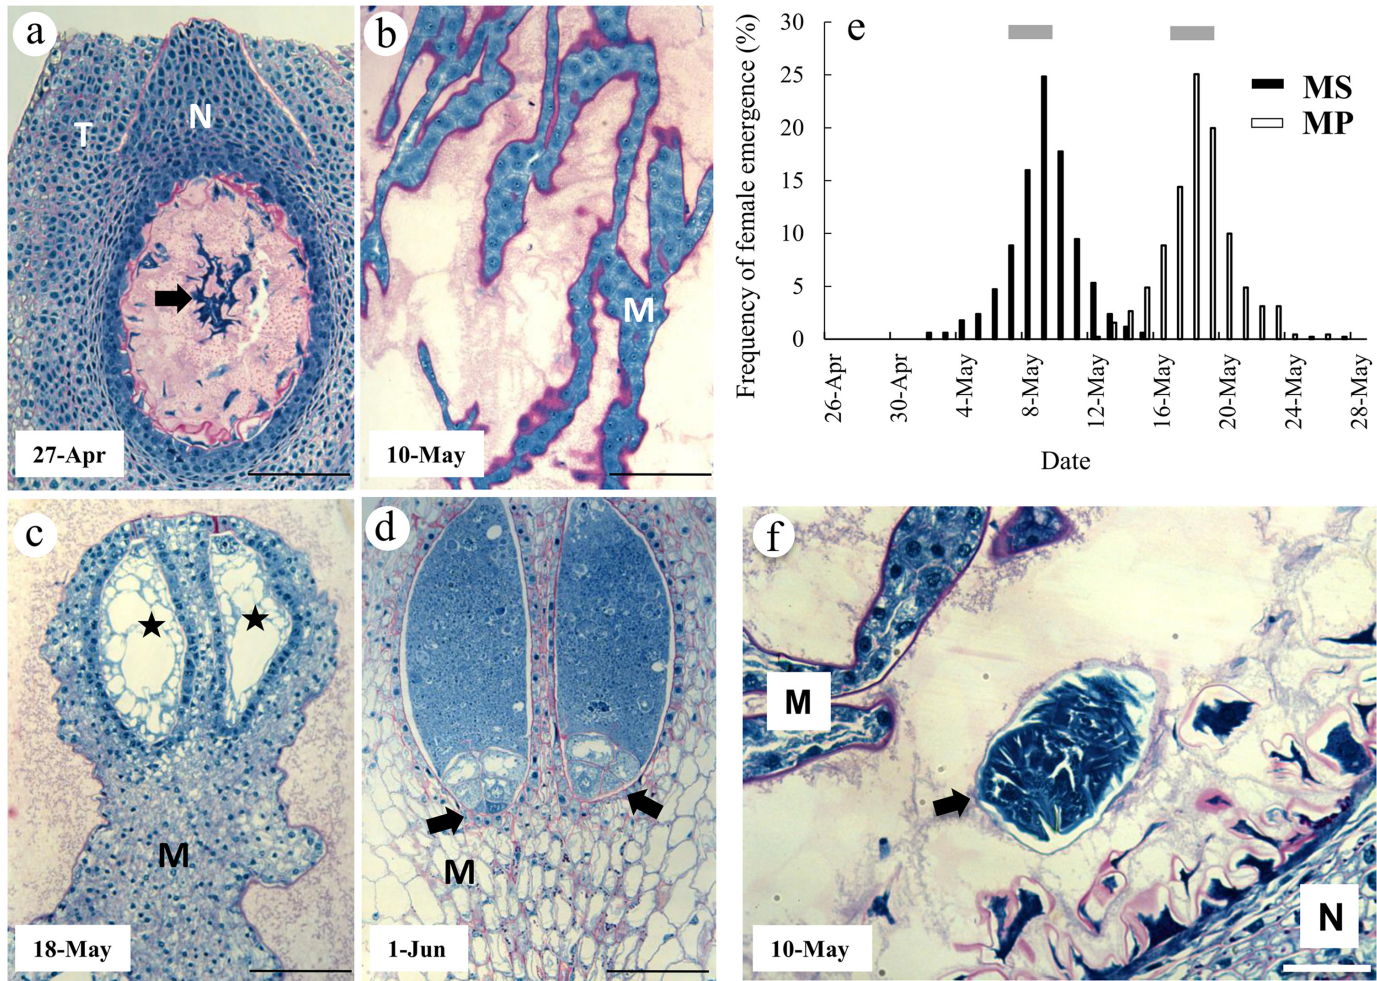 a
N
T
27-Apr
b
M
10-May
c
M
18-May
d
M
1-Jun
e
Frequency of female emergence (%)
30
25
20
15
10
5
0
MS
MP
26-Apr
30-Apr
4-May
8-May
12-May
16-May
20-May
24-May
28-May
Date
f
M
N
10-May